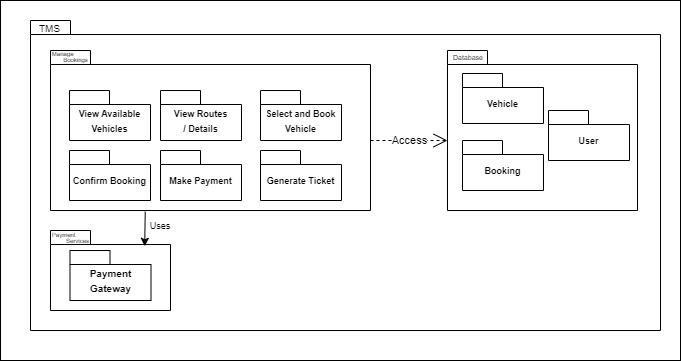 TMS
Manage
Bookings
View Available
Vehicles
View Routes
/ Details
Select and Book
Vehicle
Confirm Booking
Make Payment
Generate Ticket
Access
Database
Vehicle
User
Booking
Uses
Payment
Services
Payment
Gateway